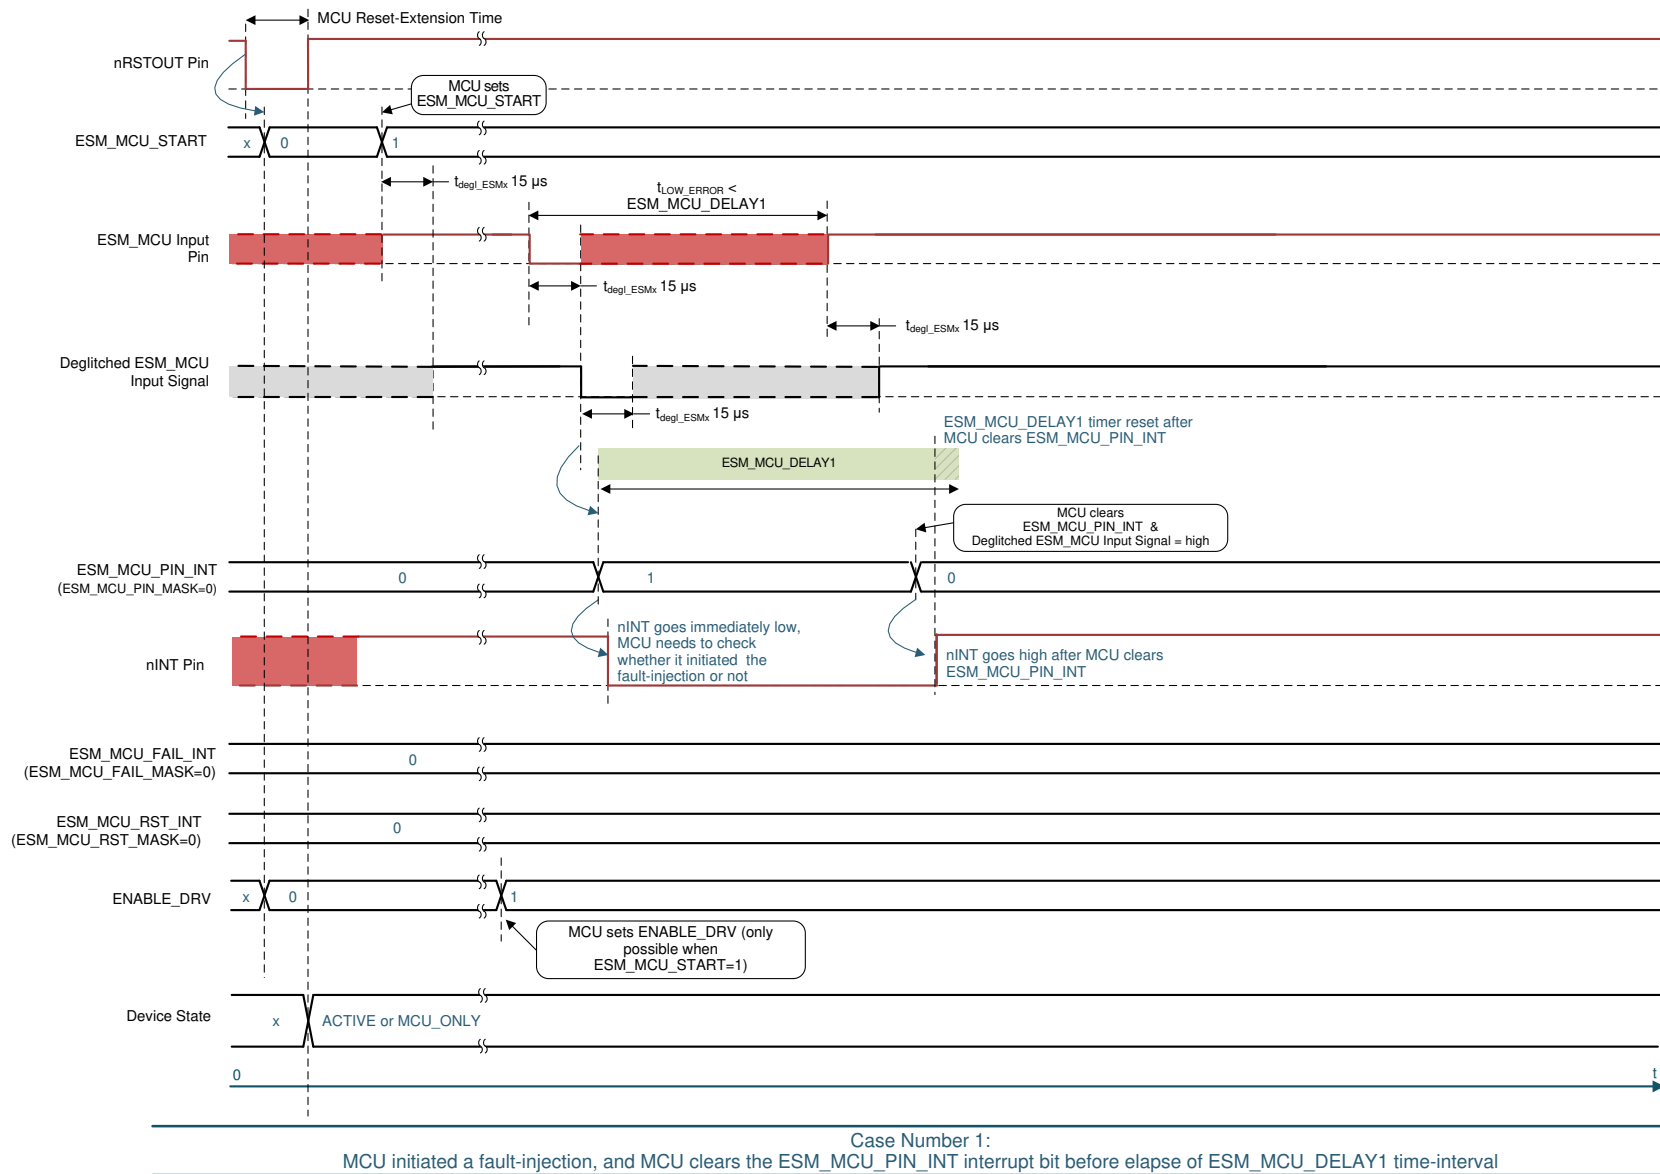 MCU Reset-Extension Time
nRSTOUT Pin
MCU sets
ESM_MCU_START
ESM_MCU_START
x
0
1
tdegl_ESMx 15 µs
tLOW_ERROR <
ESM_MCU_DELAY1
ESM_MCU Input
Pin
tdegl_ESMx 15 µs
tdegl_ESMx 15 µs
Deglitched ESM_MCU
Input Signal
tdegl_ESMx 15 µs
ESM_MCU_DELAY1 timer reset after
MCU clears ESM_MCU_PIN_INT
ESM_MCU_DELAY1
MCU clears
ESM_MCU_PIN_INT &
Deglitched ESM_MCU Input Signal = high
ESM_MCU_PIN_INT
(ESM_MCU_PIN_MASK=0)
0
1
0
nINT Pin
nINT goes immediately low,
MCU needs to check
whether it initiated the
fault-injection or not
nINT goes high after MCU clears
ESM_MCU_PIN_INT
ESM_MCU_FAIL_INT
(ESM_MCU_FAIL_MASK=0)
0
ESM_MCU_RST_INT
(ESM_MCU_RST_MASK=0)
0
ENABLE_DRV
x
0
1
MCU sets ENABLE_DRV (only
possible when
ESM_MCU_START=1)
Device State
x
ACTIVE or MCU_ONLY
0
t
Case Number 1:
MCU initiated a fault-injection, and MCU clears the ESM_MCU_PIN_INT interrupt bit before elapse of ESM_MCU_DELAY1 time-interval